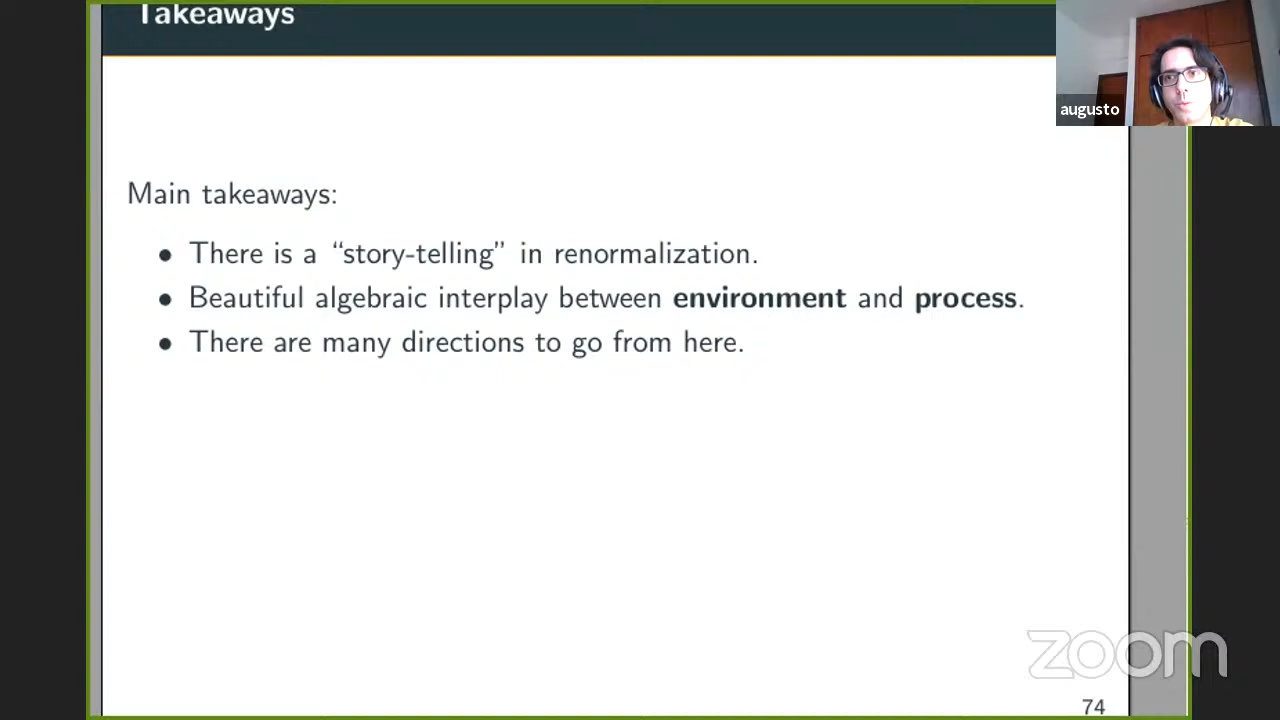 Takeaways
augusto
Main takeaways:
• There is a “story-telling” in renormalization.
• Beautiful algebraic interplay between environment and process.
• There are many directions to go from here.
zoom
74